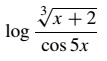 log ∛(x + 2) / cos 5x